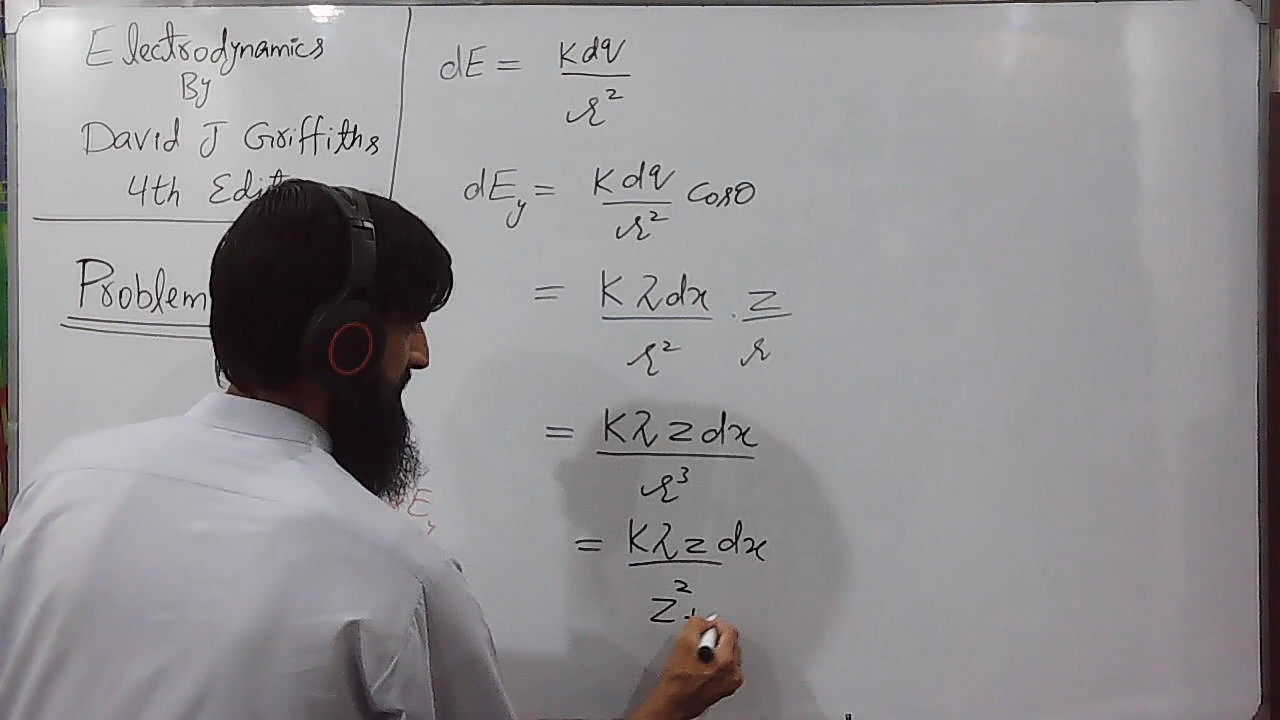 Electrodynamics
By
David J Griffiths
4th Edit
Problem
dE = Kdq / r²
dE_y = Kdq / r² cosθ
= Kλdx / r² · z / r
= Kλzdx / r³
= Kλzdx / z² +
E_y